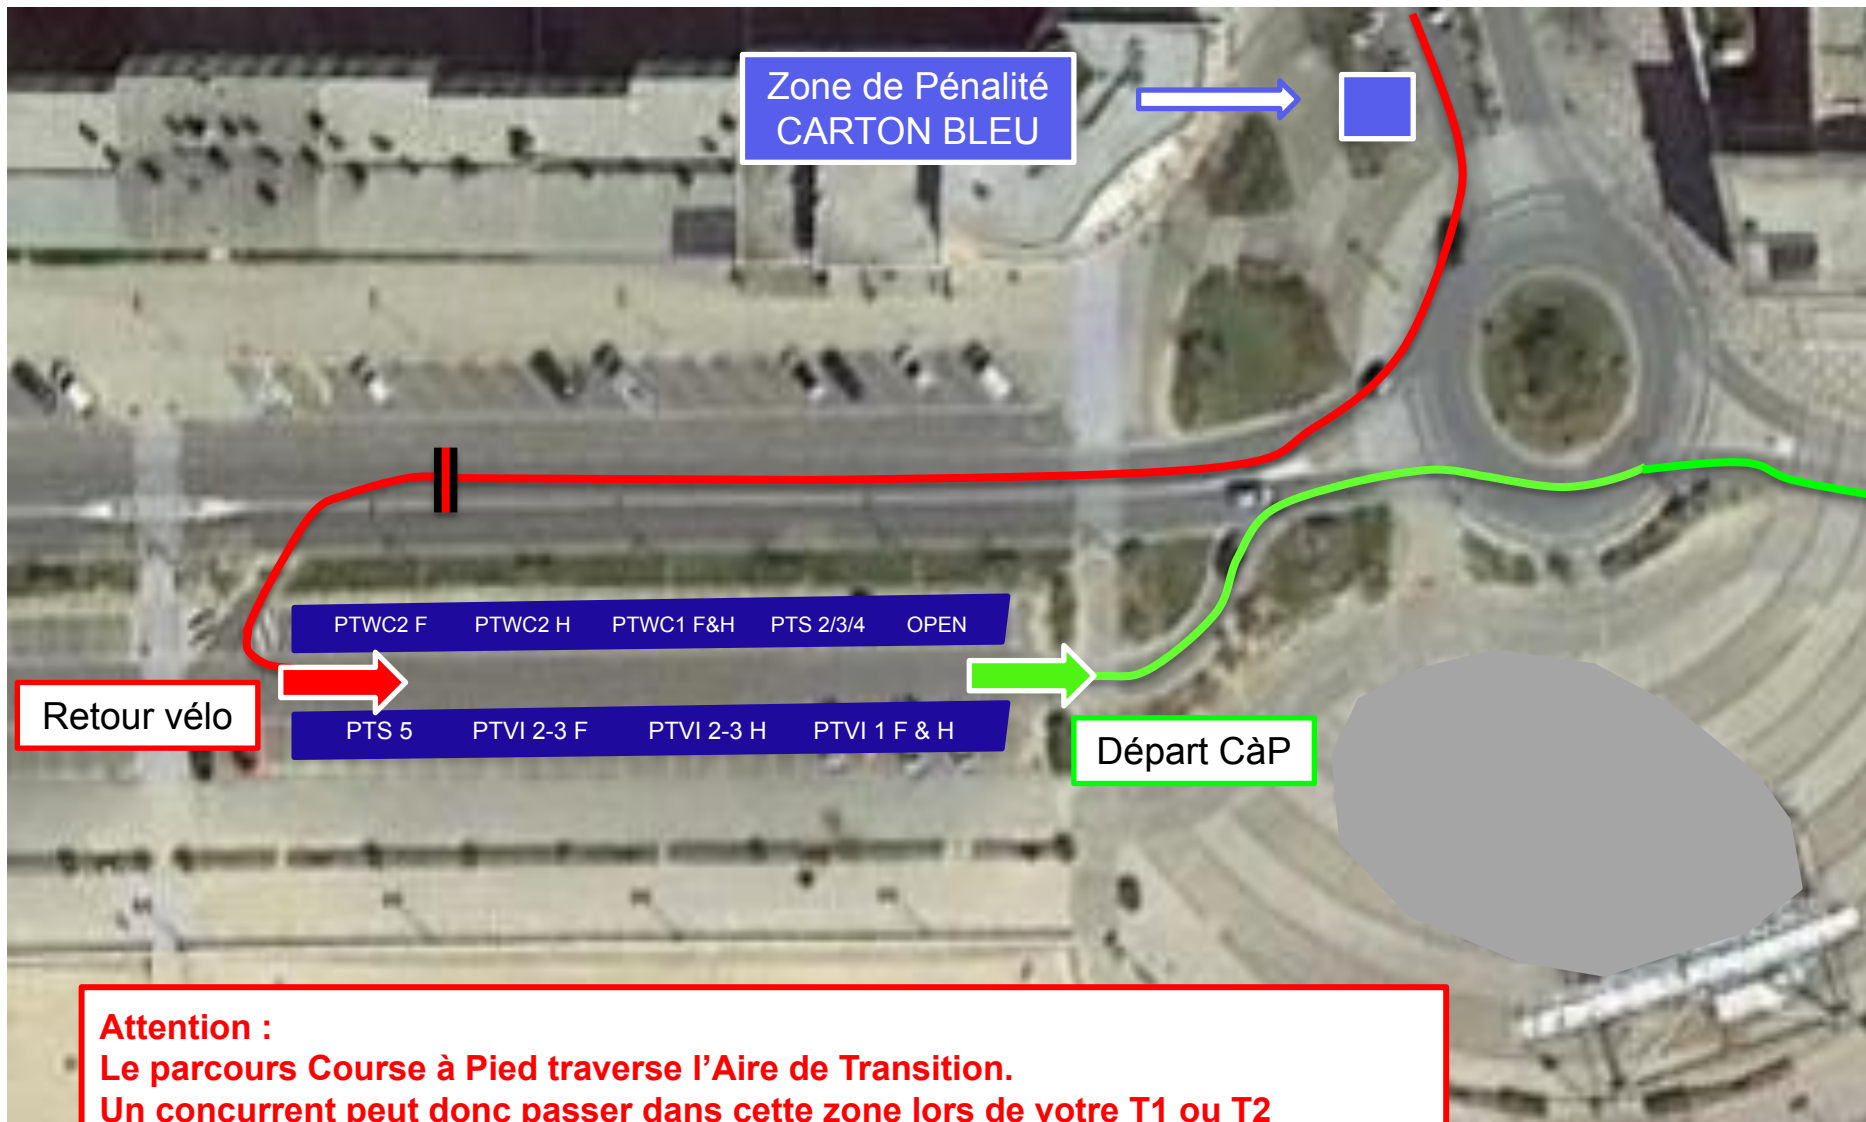 Zone de Pénalité
CARTON BLEU
PTWC2 F PTWC2 H PTWC1 F&H PTS 2/3/4 OPEN
Retour vélo
PTS 5 PTVI 2-3 F PTVI 2-3 H PTVI 1 F & H
Départ CàP
Attention :
Le parcours Course à Pied traverse l’Aire de Transition.
Un concurrent peut donc passer dans cette zone lors de votre T1 ou T2